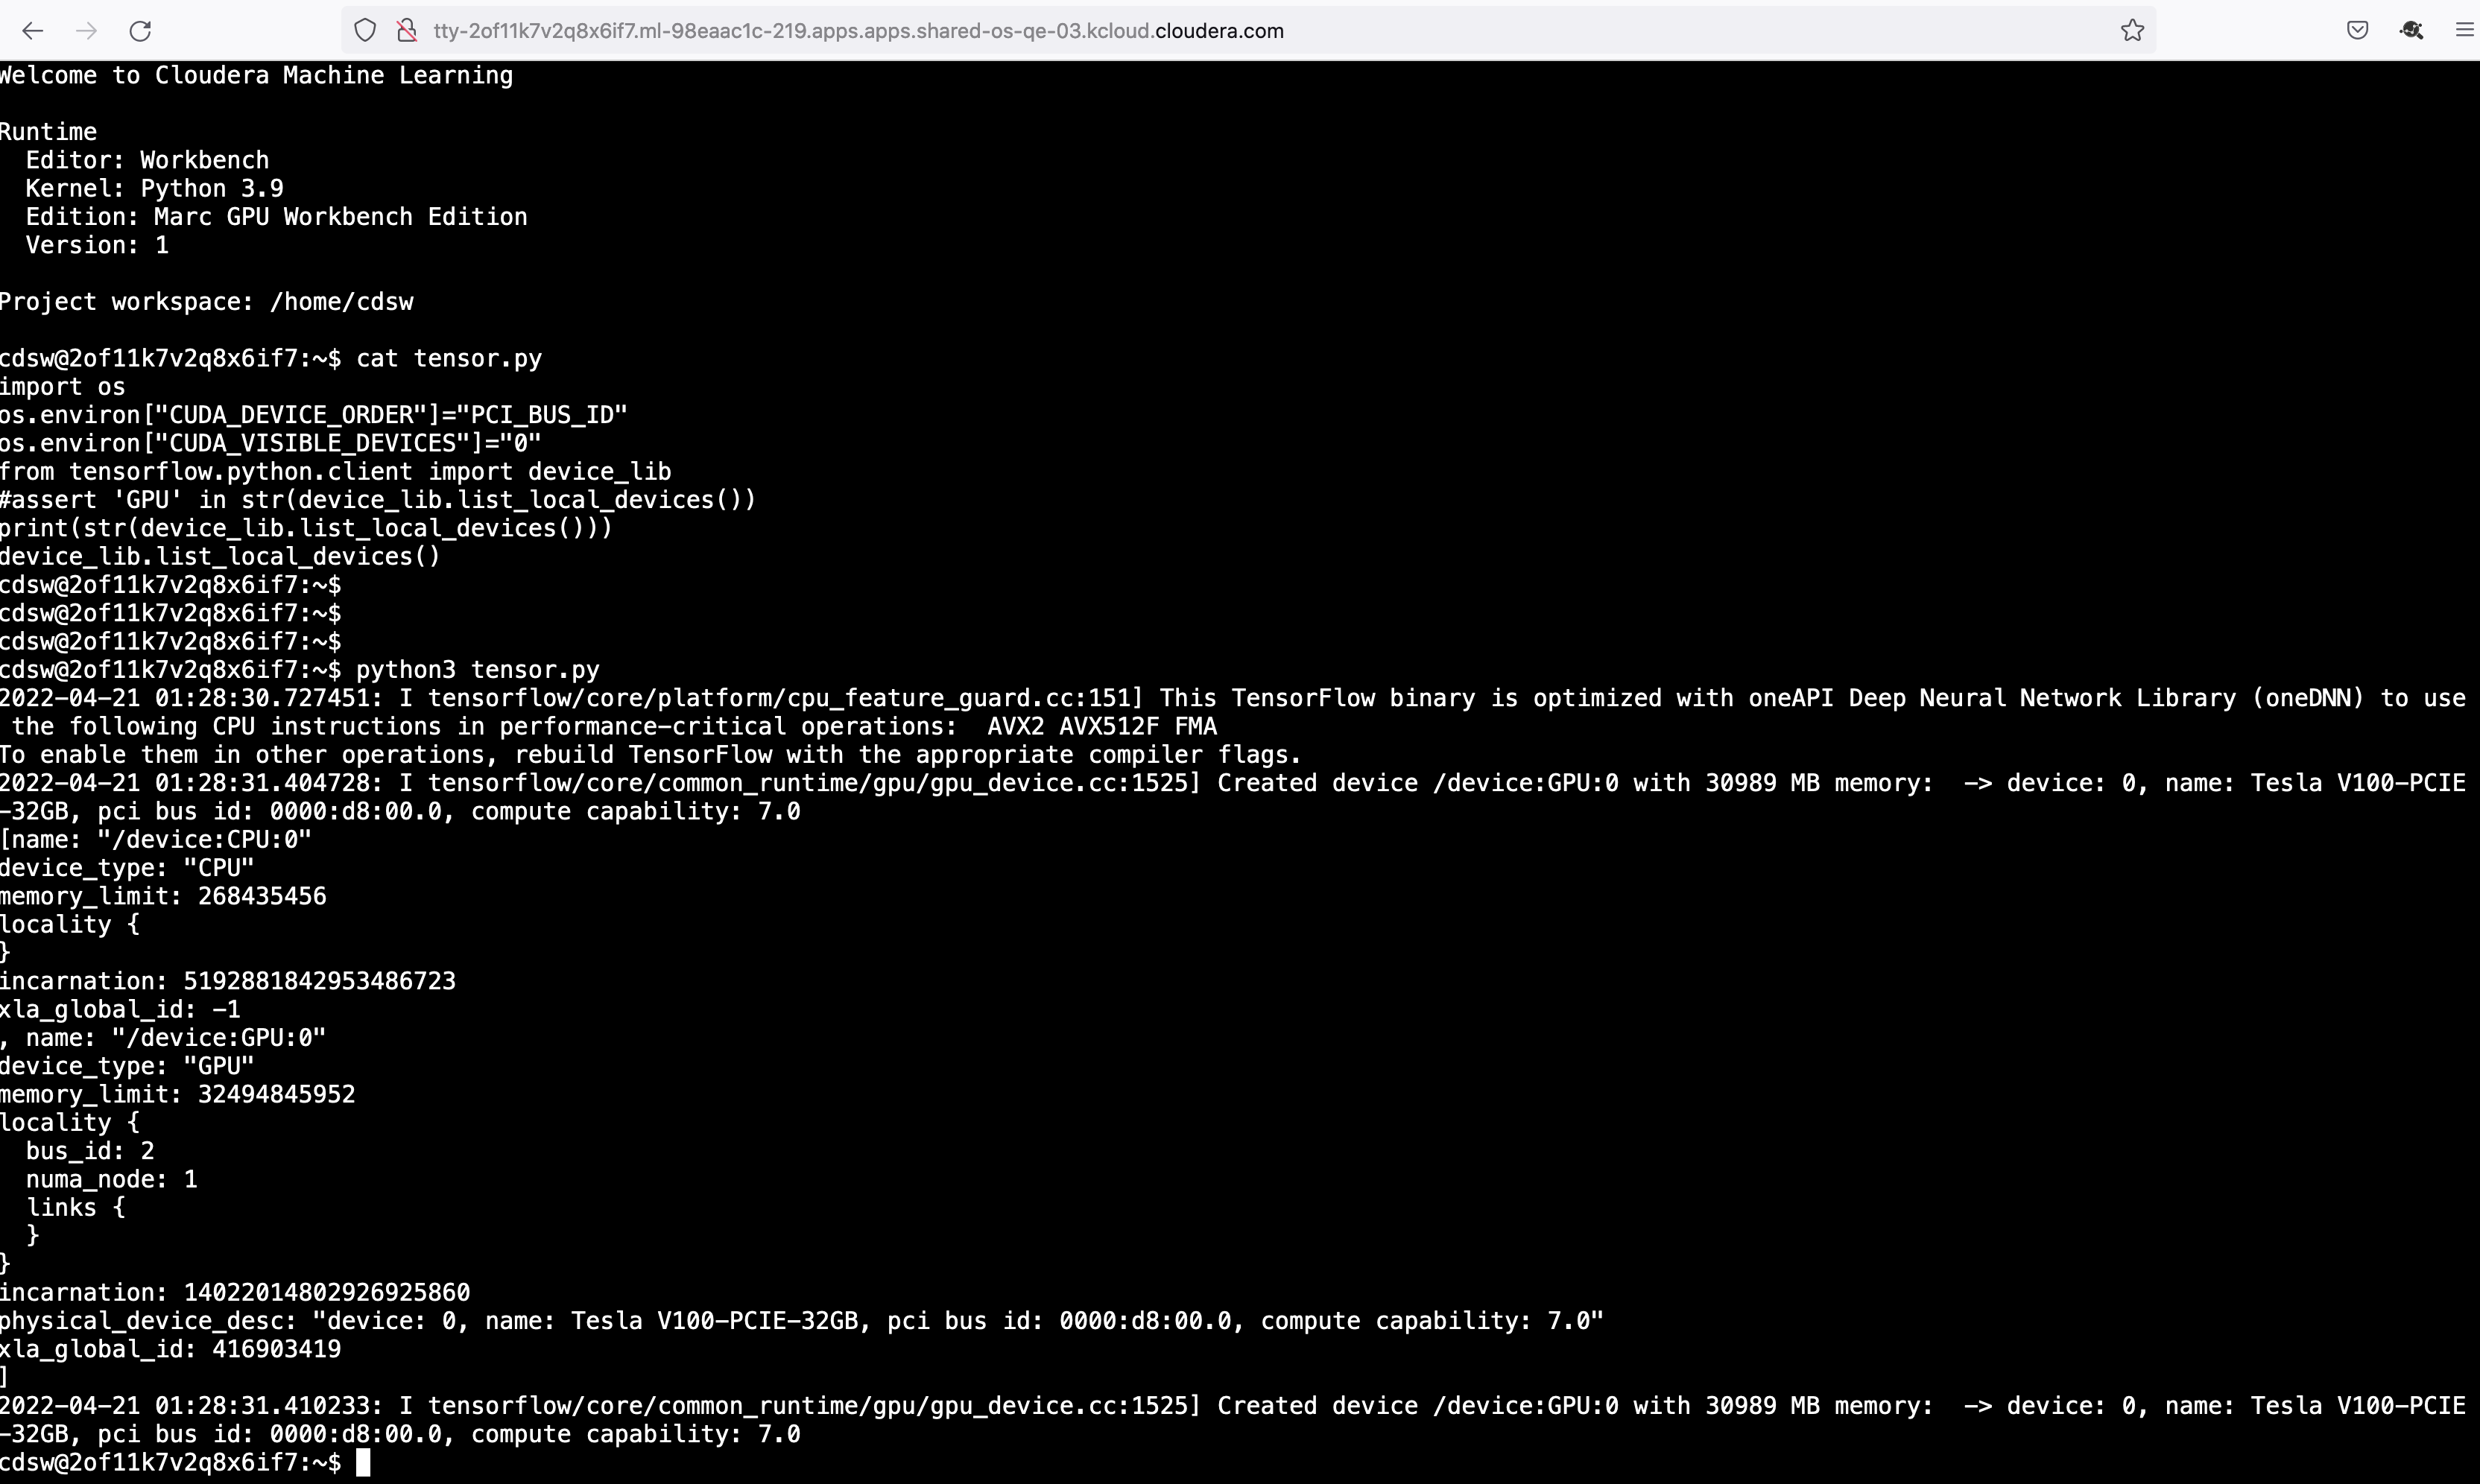 tty-2of11k7v2q8x6if7.ml-98eaac1c-219.apps.apps.shared-os-qe-03.kcloud.cloudera.com
Welcome to Cloudera Machine Learning
Runtime
  Editor: Workbench
  Kernel: Python 3.9
  Edition: Marc GPU Workbench Edition
  Version: 1
Project workspace: /home/cdsw
cdsw@2of11k7v2q8x6if7:~$ cat tensor.py
import os
os.environ["CUDA_DEVICE_ORDER"]="PCI_BUS_ID"
os.environ["CUDA_VISIBLE_DEVICES"]="0"
from tensorflow.python.client import device_lib
#assert 'GPU' in str(device_lib.list_local_devices())
print(str(device_lib.list_local_devices()))
device_lib.list_local_devices()
cdsw@2of11k7v2q8x6if7:~$
cdsw@2of11k7v2q8x6if7:~$
cdsw@2of11k7v2q8x6if7:~$
cdsw@2of11k7v2q8x6if7:~$ python3 tensor.py
2022-04-21 01:28:30.727451: I tensorflow/core/platform/cpu_feature_guard.cc:151] This TensorFlow binary is optimized with oneAPI Deep Neural Network Library (oneDNN) to use
 the following CPU instructions in performance-critical operations:  AVX2 AVX512F FMA
To enable them in other operations, rebuild TensorFlow with the appropriate compiler flags.
2022-04-21 01:28:31.404728: I tensorflow/core/common_runtime/gpu/gpu_device.cc:1525] Created device /device:GPU:0 with 30989 MB memory:  -> device: 0, name: Tesla V100-PCIE
-32GB, pci bus id: 0000:d8:00.0, compute capability: 7.0
[name: "/device:CPU:0"
device_type: "CPU"
memory_limit: 268435456
locality {
}
incarnation: 5192881842953486723
xla_global_id: -1
, name: "/device:GPU:0"
device_type: "GPU"
memory_limit: 32494845952
locality {
  bus_id: 2
  numa_node: 1
  links {
  }
}
incarnation: 14022014802926925860
physical_device_desc: "device: 0, name: Tesla V100-PCIE-32GB, pci bus id: 0000:d8:00.0, compute capability: 7.0"
xla_global_id: 416903419
]
2022-04-21 01:28:31.410233: I tensorflow/core/common_runtime/gpu/gpu_device.cc:1525] Created device /device:GPU:0 with 30989 MB memory:  -> device: 0, name: Tesla V100-PCIE
-32GB, pci bus id: 0000:d8:00.0, compute capability: 7.0
cdsw@2of11k7v2q8x6if7:~$